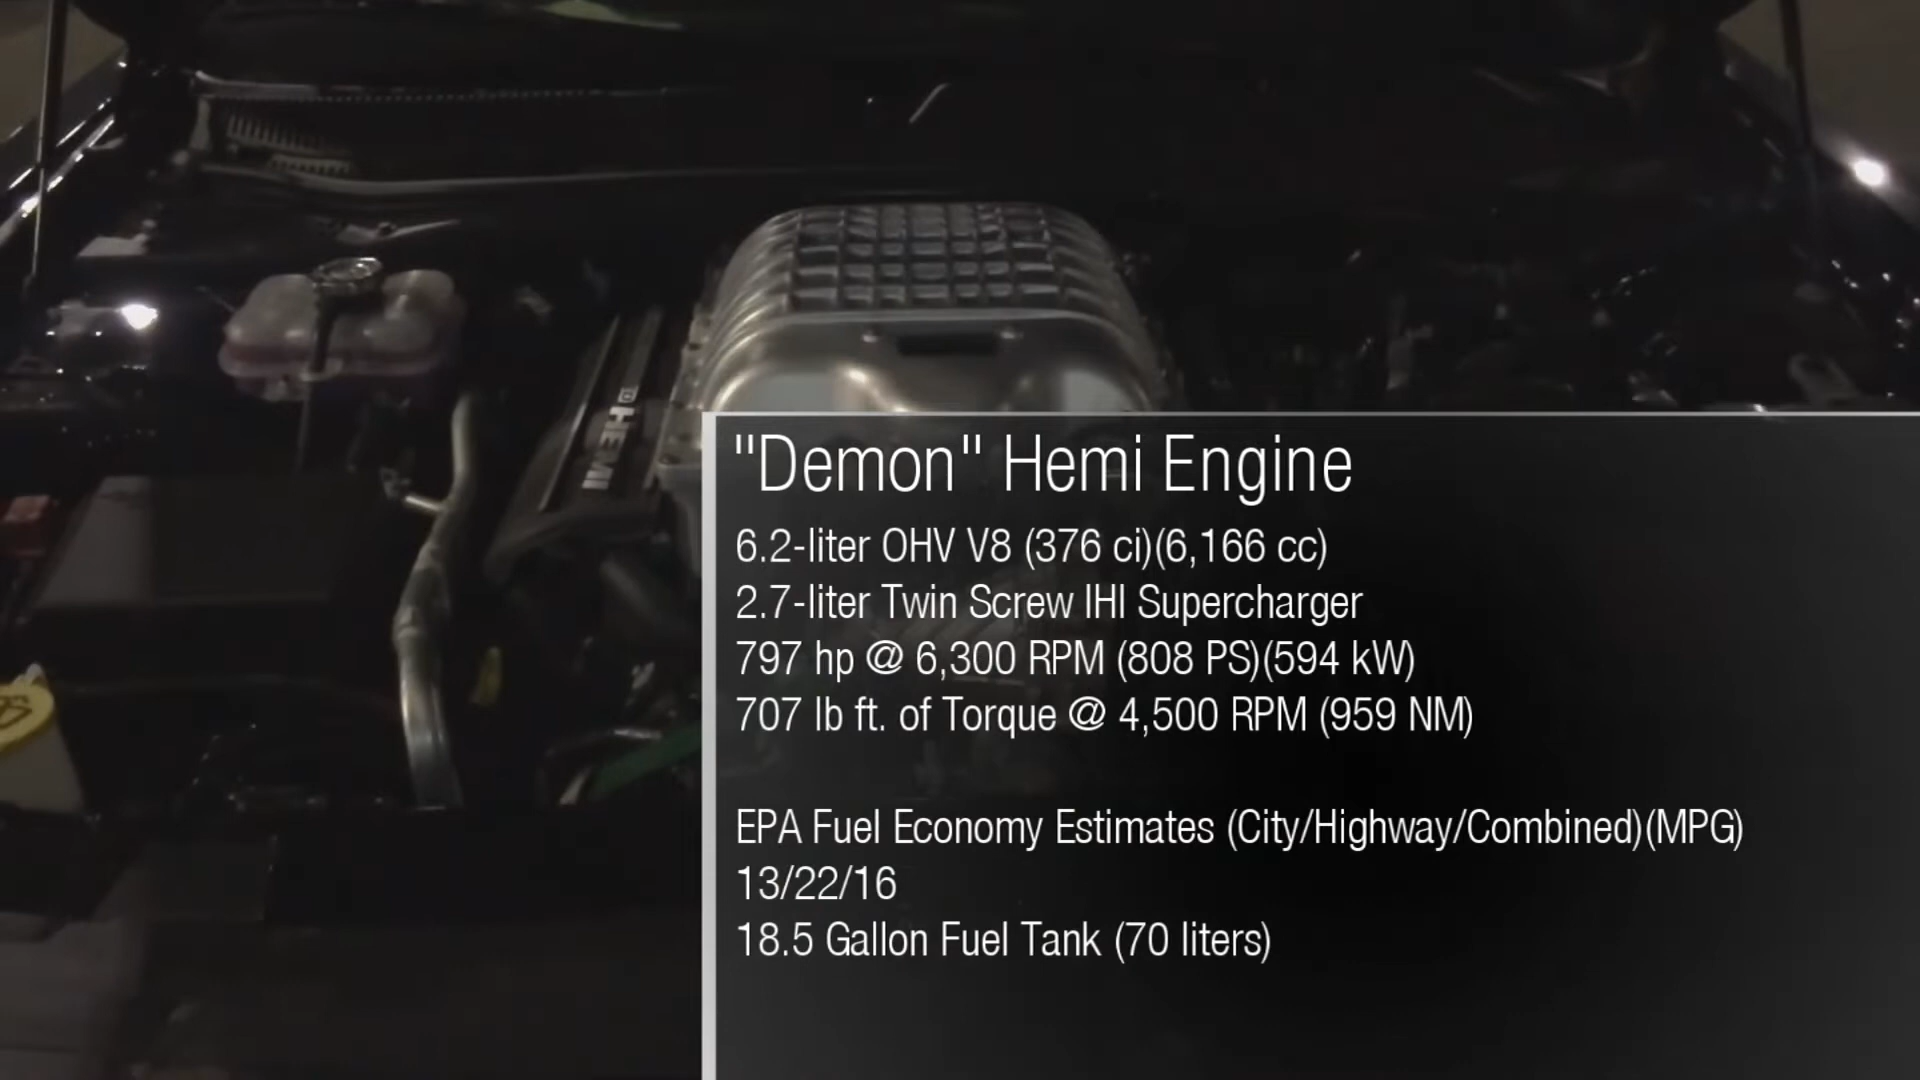 HEMI
"Demon" Hemi Engine
6.2-liter OHV V8 (376 ci)(6,166 cc)
2.7-liter Twin Screw IHI Supercharger
797 hp @ 6,300 RPM (808 PS)(594 kW)
707 lb ft. of Torque @ 4,500 RPM (959 NM)
EPA Fuel Economy Estimates (City/Highway/Combined)(MPG)
13/22/16
18.5 Gallon Fuel Tank (70 liters)